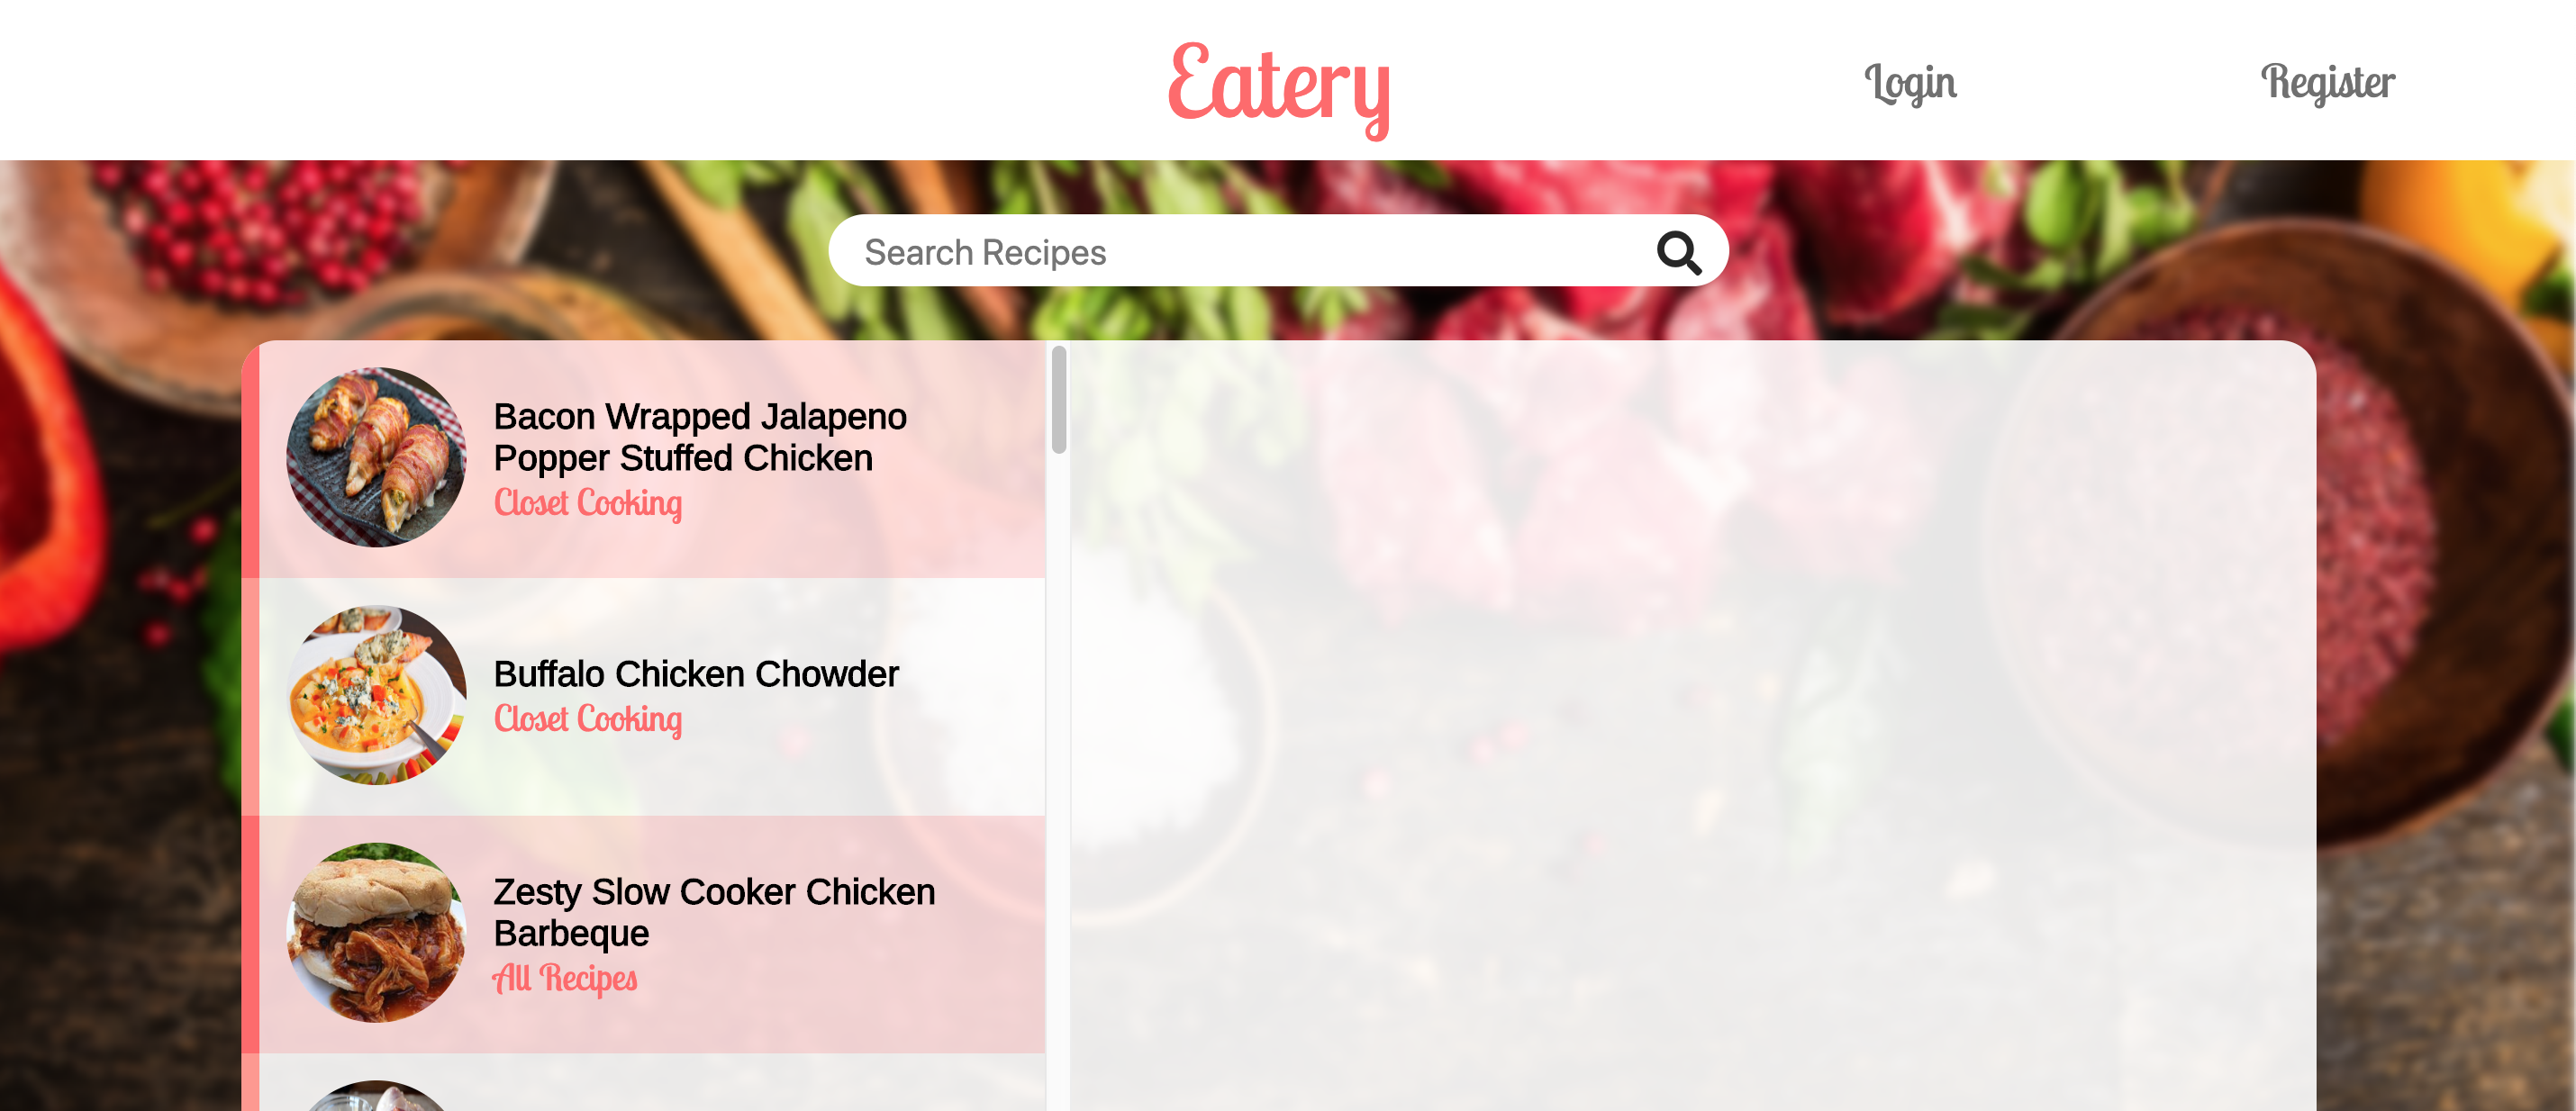 Eatery
Login
Register
Search Recipes
Bacon Wrapped Jalapeno
Popper Stuffed Chicken
Closet Cooking
Buffalo Chicken Chowder
Closet Cooking
Zesty Slow Cooker Chicken
Barbeque
All Recipes